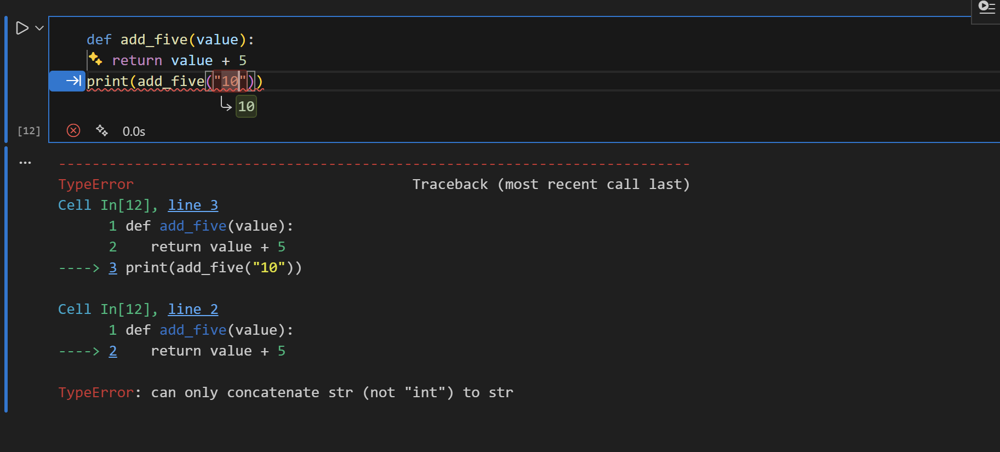 def add_five(value):
return value + 5
print(add_five("10"))
10
[12] 0.0s
---------------------------------------------------------------------------
TypeError                                 Traceback (most recent call last)
Cell In[12], line 3
      1 def add_five(value):
      2    return value + 5
----> 3 print(add_five("10"))
Cell In[12], line 2
      1 def add_five(value):
----> 2    return value + 5
TypeError: can only concatenate str (not "int") to str